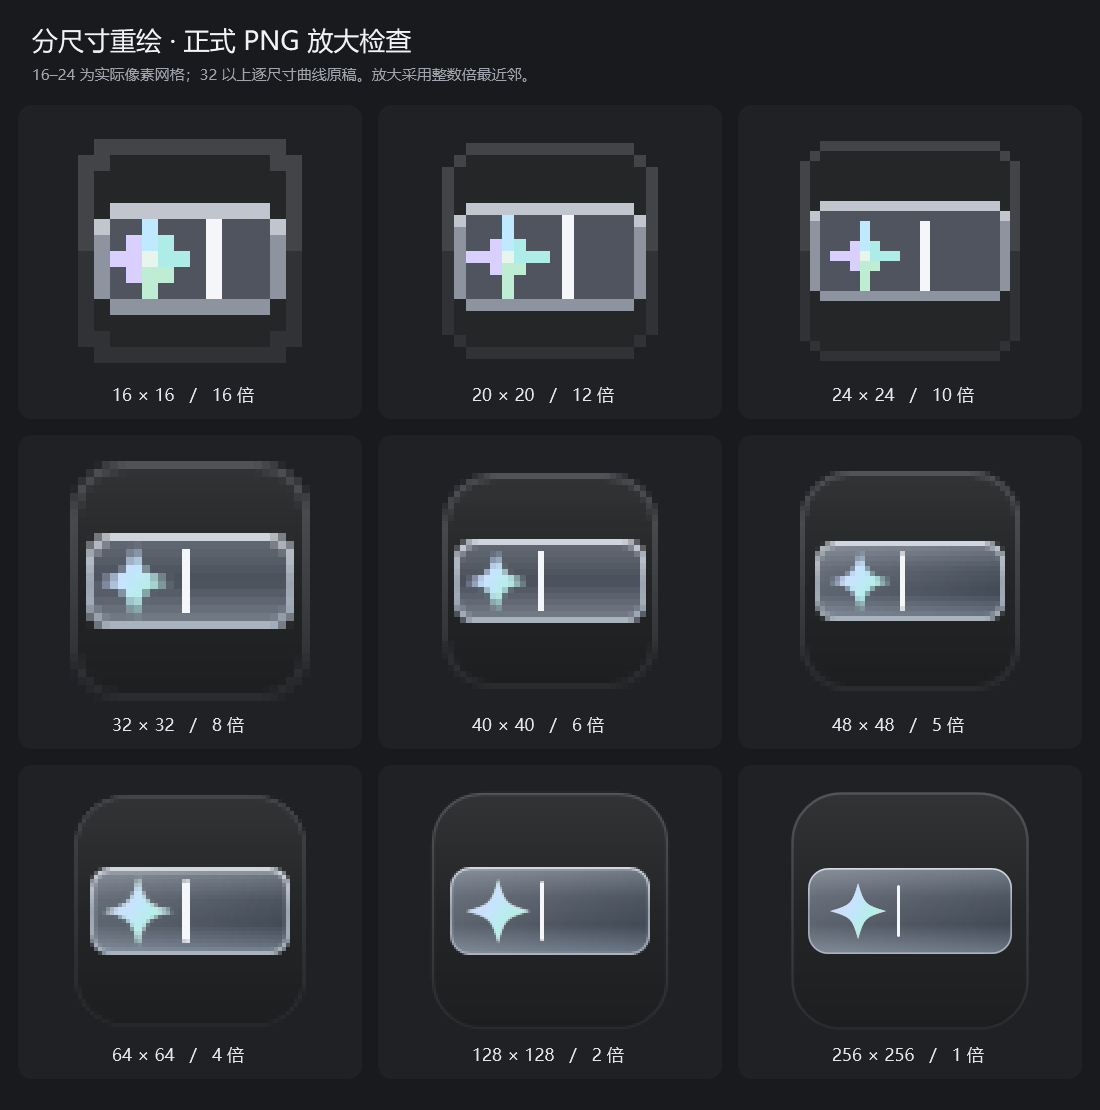 分尺寸重绘 · 正式 PNG 放大检查
16–24 为实际像素网格；32 以上逐尺寸曲线原稿。放大采用整数倍最近邻。
16 × 16 / 16 倍
20 × 20 / 12 倍
24 × 24 / 10 倍
32 × 32 / 8 倍
40 × 40 / 6 倍
48 × 48 / 5 倍
64 × 64 / 4 倍
128 × 128 / 2 倍
256 × 256 / 1 倍